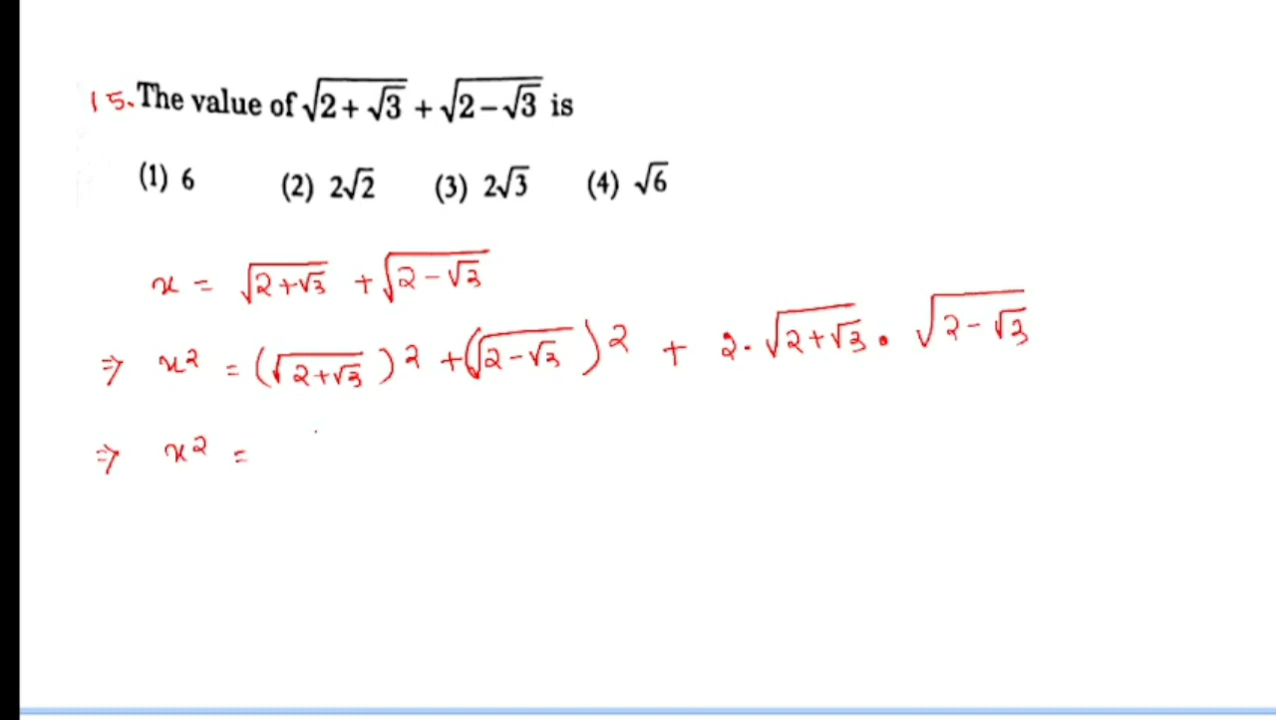 15. The value of √(2 + √3) + √(2 − √3) is
(1) 6 (2) 2√2 (3) 2√3 (4) √6
x = √(2+√3) + √(2−√3)
⇒ x² = (√(2+√3))² + (√(2−√3))² + 2·√(2+√3) · √(2−√3)
⇒ x² =